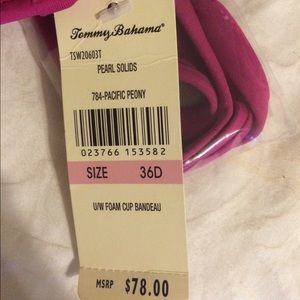 Tommy Bahama®
TSW20603T
PEARL SOLIDS
784-PACIFIC PEONY
023766 153582
SIZE 36D
U/W FOAM CUP BANDEAU
MSRP $78.00